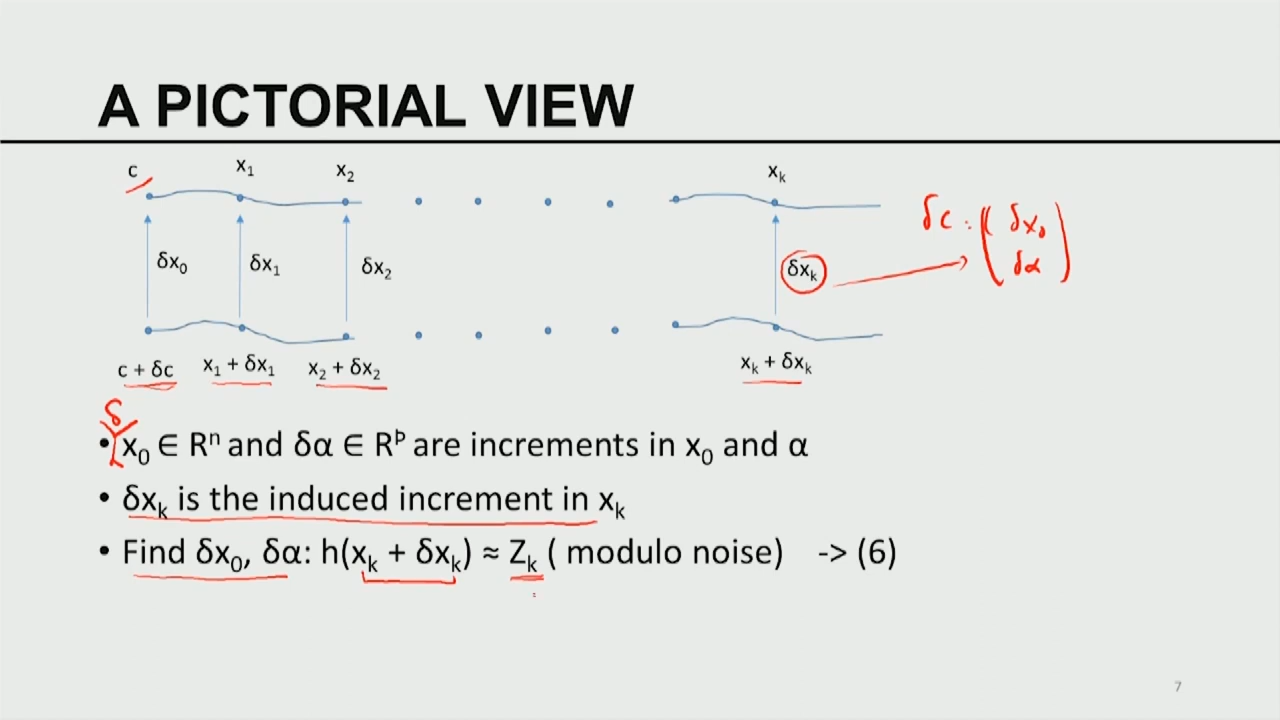 A PICTORIAL VIEW
c x₁ x₂ xₖ
δx₀ δx₁ δx₂ δxₖ
δc : ( δx₀
δα )
c + δc x₁ + δx₁ x₂ + δx₂ xₖ + δxₖ
δ
• x₀ ∈ Rⁿ and δα ∈ Rᵖ are increments in x₀ and α
• δxₖ is the induced increment in xₖ
• Find δx₀, δα: h(xₖ + δxₖ) ≈ Zₖ ( modulo noise) -> (6)
7